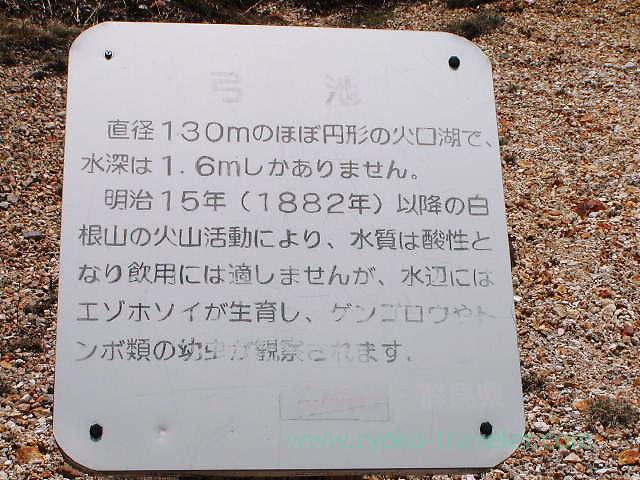 弓池
直径130mのほぼ円形の火口湖で、
水深は1.6mしかありません。
明治15年（1882年）以降の白
根山の火山活動により、水質は酸性と
なり飲用には適しませんが、水辺には
エゾホソイが生育し、ゲンゴロウやト
ンボ類の幼虫が観察されます。
群馬県
www.ryoko-traveler.com